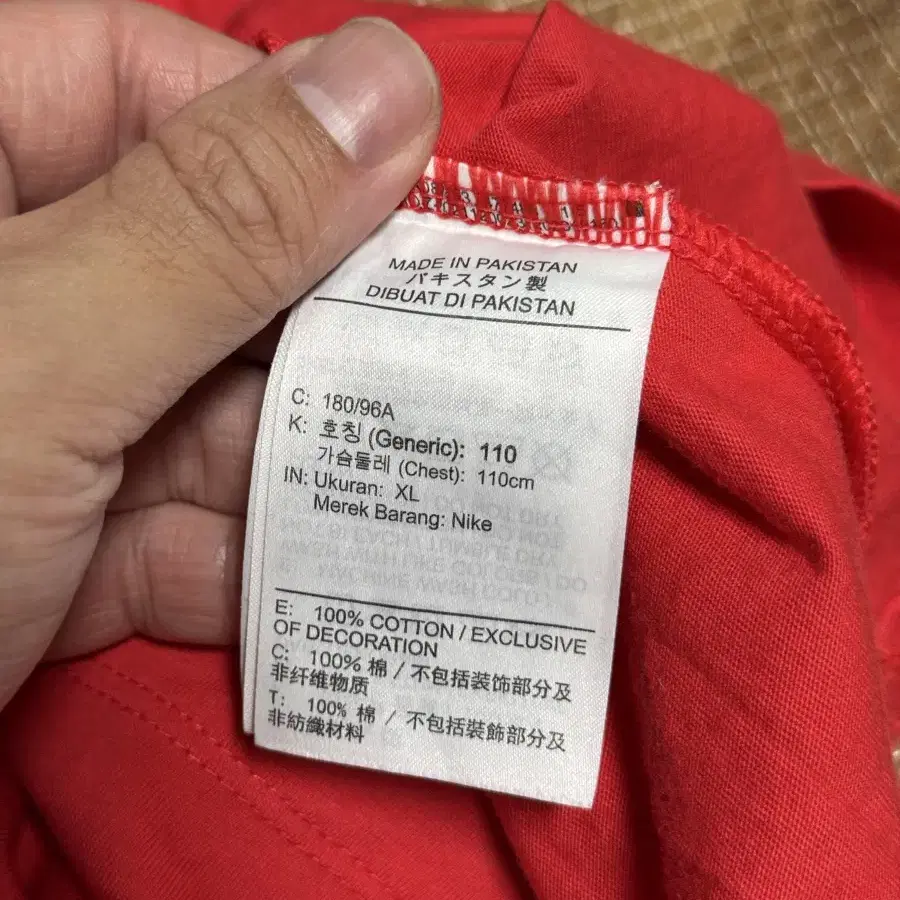 MADE IN PAKISTAN
パキスタン製
DIBUAT DI PAKISTAN
C: 180/96A
K: 호칭 (Generic): 110
가슴둘레 (Chest): 110cm
IN: Ukuran: XL
Merek Barang: Nike
E: 100% COTTON / EXCLUSIVE
OF DECORATION
C: 100% 棉 / 不包括装饰部分及
非纤维物质
T: 100% 棉 / 不包括裝飾部分及
非紡織材料